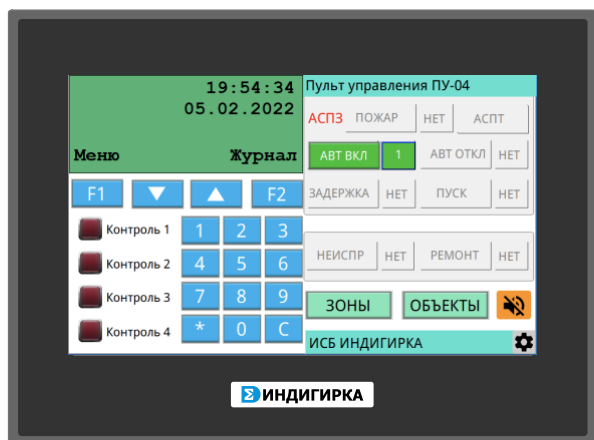 19:54:34
05.02.2022
Меню Журнал
F1 F2
Контроль 1
Контроль 2
Контроль 3
Контроль 4
1 2 3
4 5 6
7 8 9
* 0 C
Пульт управления ПУ-04
АСПЗ ПОЖАР НЕТ АСПТ
АВТ ВКЛ 1 АВТ ОТКЛ НЕТ
ЗАДЕРЖКА НЕТ ПУСК НЕТ
НЕИСПР НЕТ РЕМОНТ НЕТ
ЗОНЫ ОБЪЕКТЫ
ИСБ ИНДИГИРКА
Σ ИНДИГИРКА